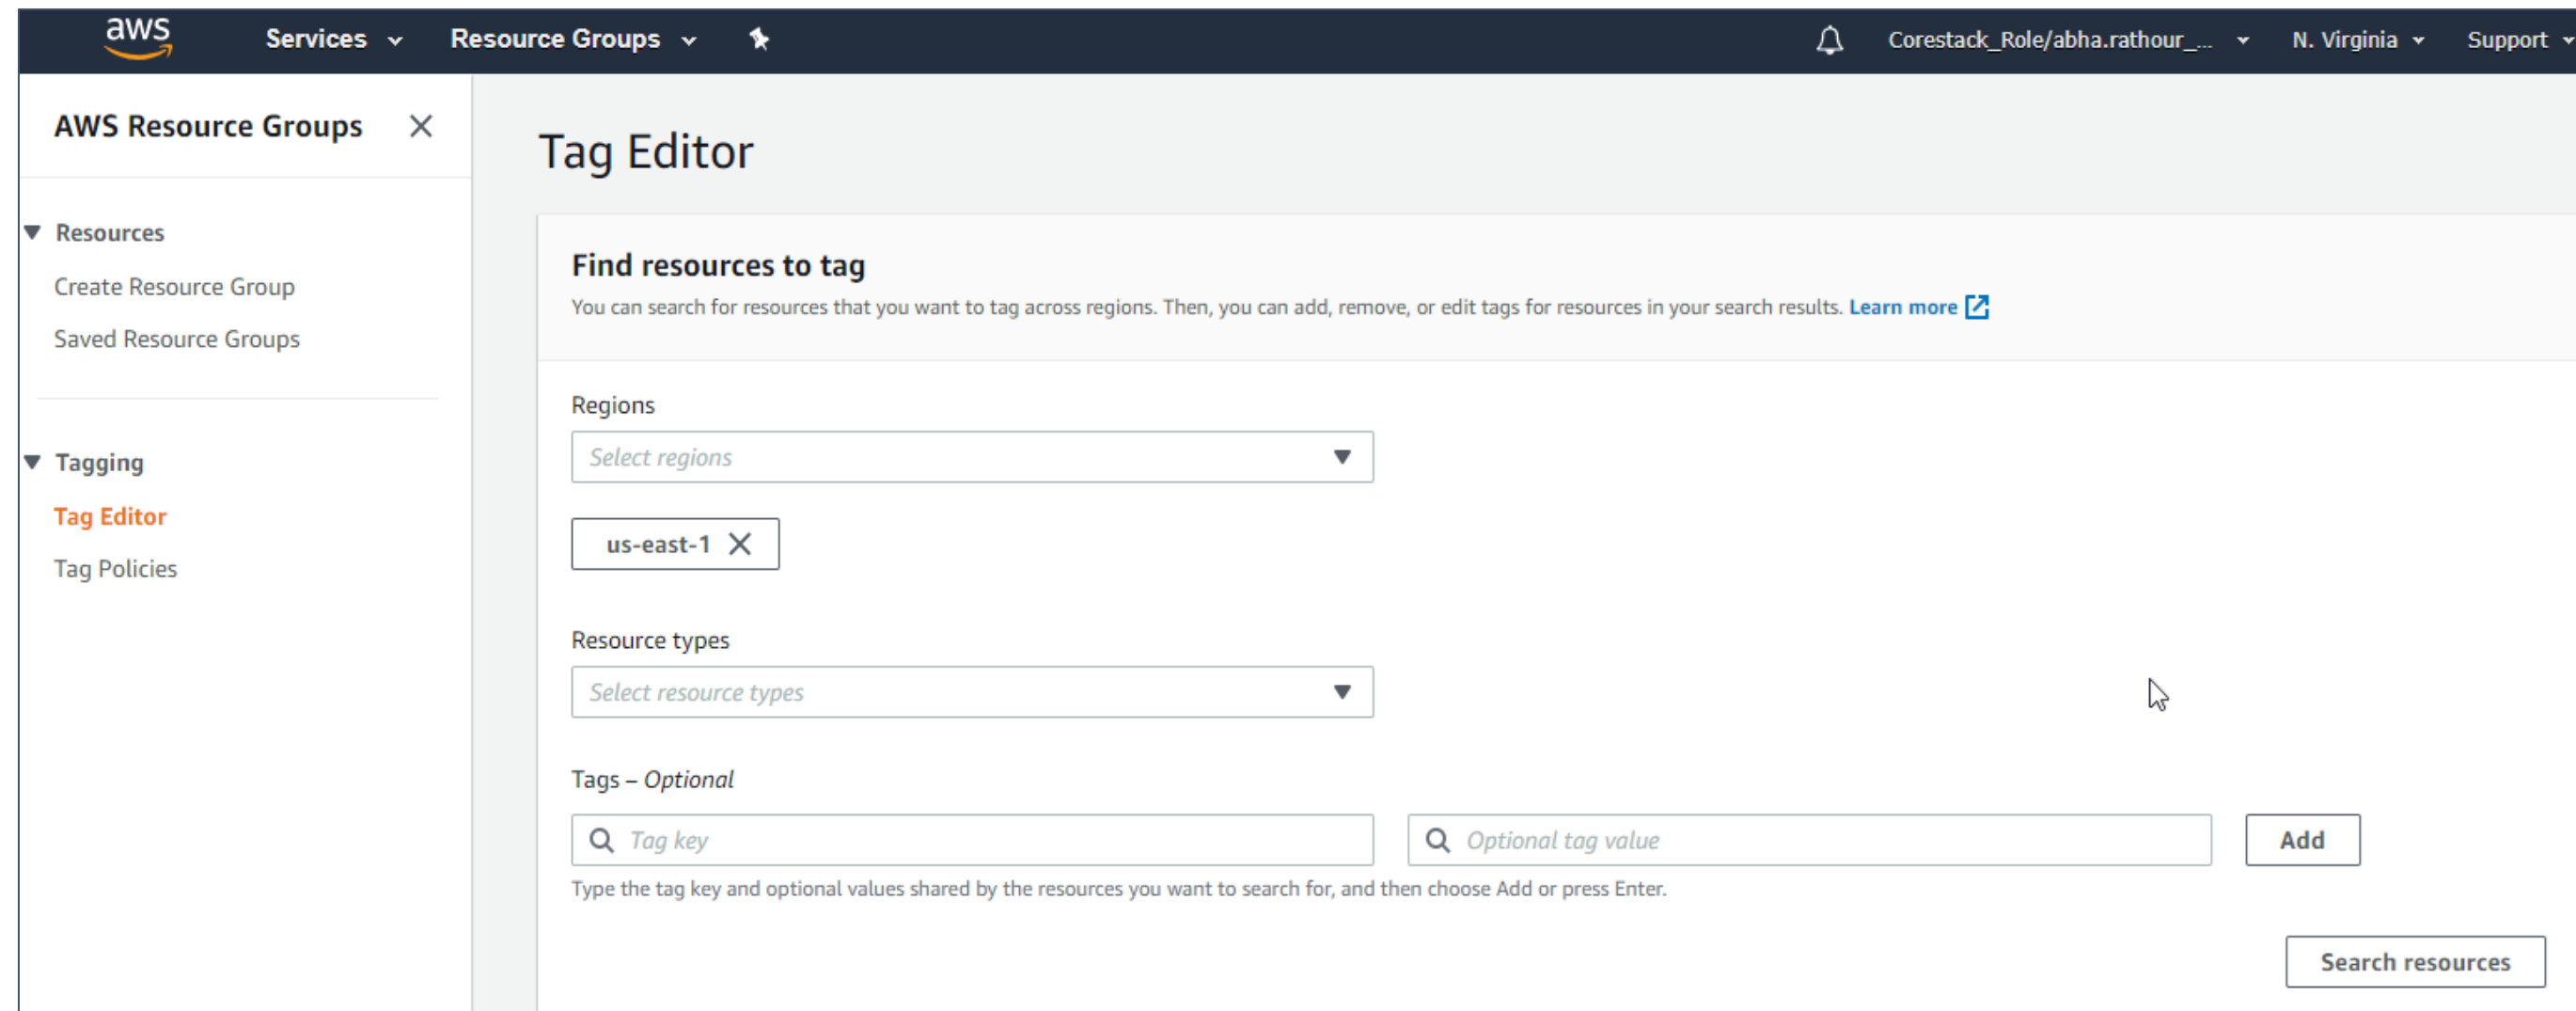 aws Services Resource Groups Corestack_Role/abha.rathour_... N. Virginia Support
AWS Resource Groups
Resources
Create Resource Group
Saved Resource Groups
Tagging
Tag Editor
Tag Policies
Tag Editor
Find resources to tag
You can search for resources that you want to tag across regions. Then, you can add, remove, or edit tags for resources in your search results. Learn more
Regions
Select regions
us-east-1
Resource types
Select resource types
Tags – Optional
Tag key Optional tag value Add
Type the tag key and optional values shared by the resources you want to search for, and then choose Add or press Enter.
Search resources